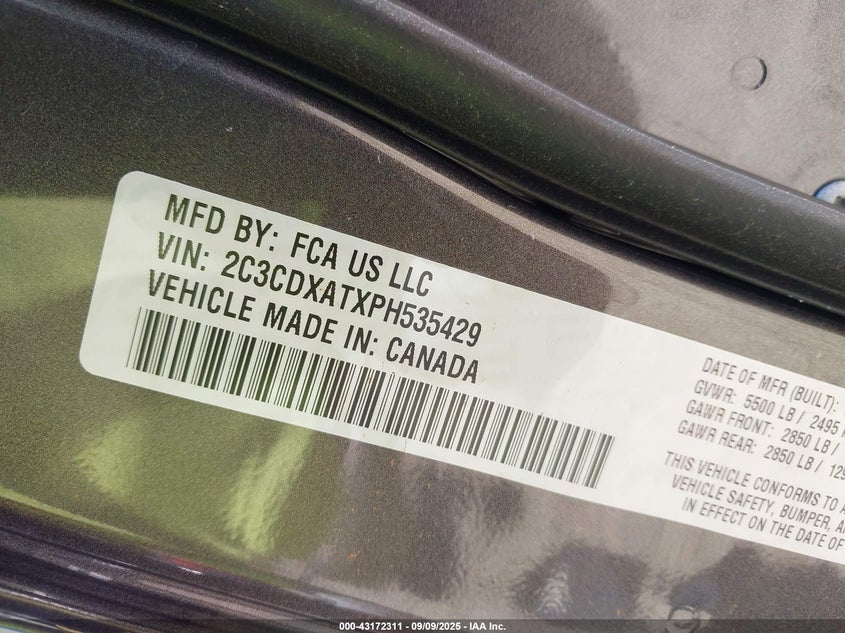 MFD BY: FCA US LLC
VIN: 2C3CDXATXPH535429
VEHICLE MADE IN: CANADA
DATE OF MFR (BUILT):
GVWR: 5500 LB / 2495
GAWR FRONT: 2850 LB /
GAWR REAR: 2850 LB / 129
THIS VEHICLE CONFORMS TO A
VEHICLE SAFETY, BUMPER, AN
IN EFFECT ON THE DATE OF
000-43172311 - 09/09/2025 - IAA Inc.